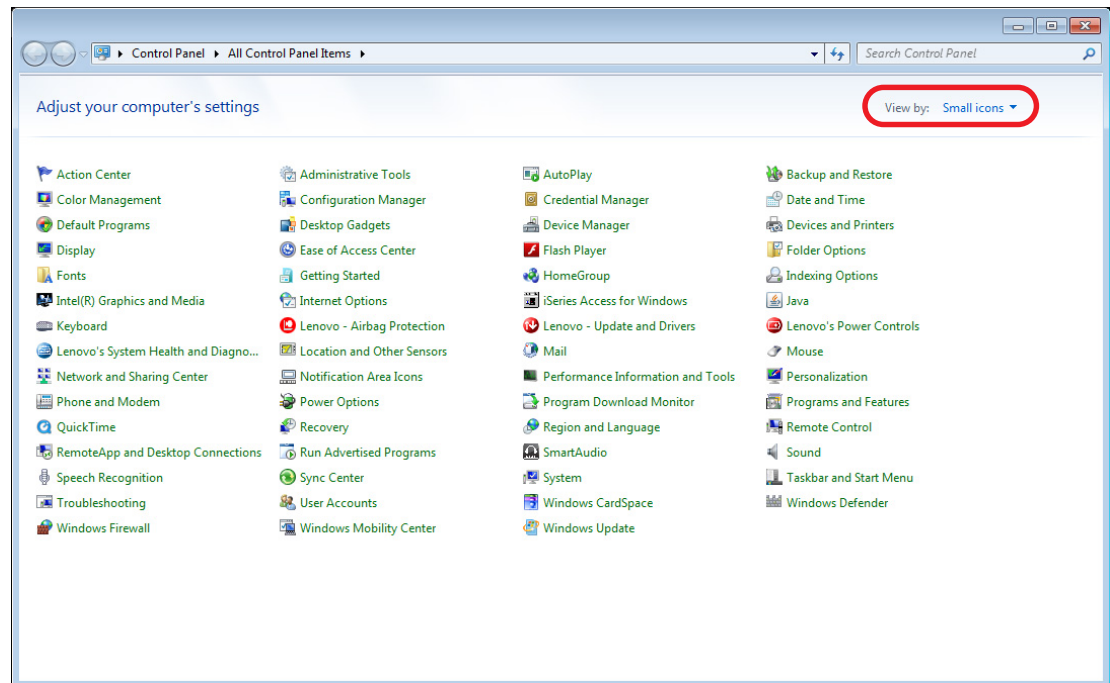 Control Panel All Control Panel Items Search Control Panel
Adjust your computer's settings View by: Small icons
Action Center Administrative Tools AutoPlay Backup and Restore
Color Management Configuration Manager Credential Manager Date and Time
Default Programs Desktop Gadgets Device Manager Devices and Printers
Display Ease of Access Center Flash Player Folder Options
Fonts Getting Started HomeGroup Indexing Options
Intel(R) Graphics and Media Internet Options iSeries Access for Windows Java
Keyboard Lenovo - Airbag Protection Lenovo - Update and Drivers Lenovo's Power Controls
Lenovo's System Health and Diagno... Location and Other Sensors Mail Mouse
Network and Sharing Center Notification Area Icons Performance Information and Tools Personalization
Phone and Modem Power Options Program Download Monitor Programs and Features
QuickTime Recovery Region and Language Remote Control
RemoteApp and Desktop Connections Run Advertised Programs SmartAudio Sound
Speech Recognition Sync Center System Taskbar and Start Menu
Troubleshooting User Accounts Windows CardSpace Windows Defender
Windows Firewall Windows Mobility Center Windows Update